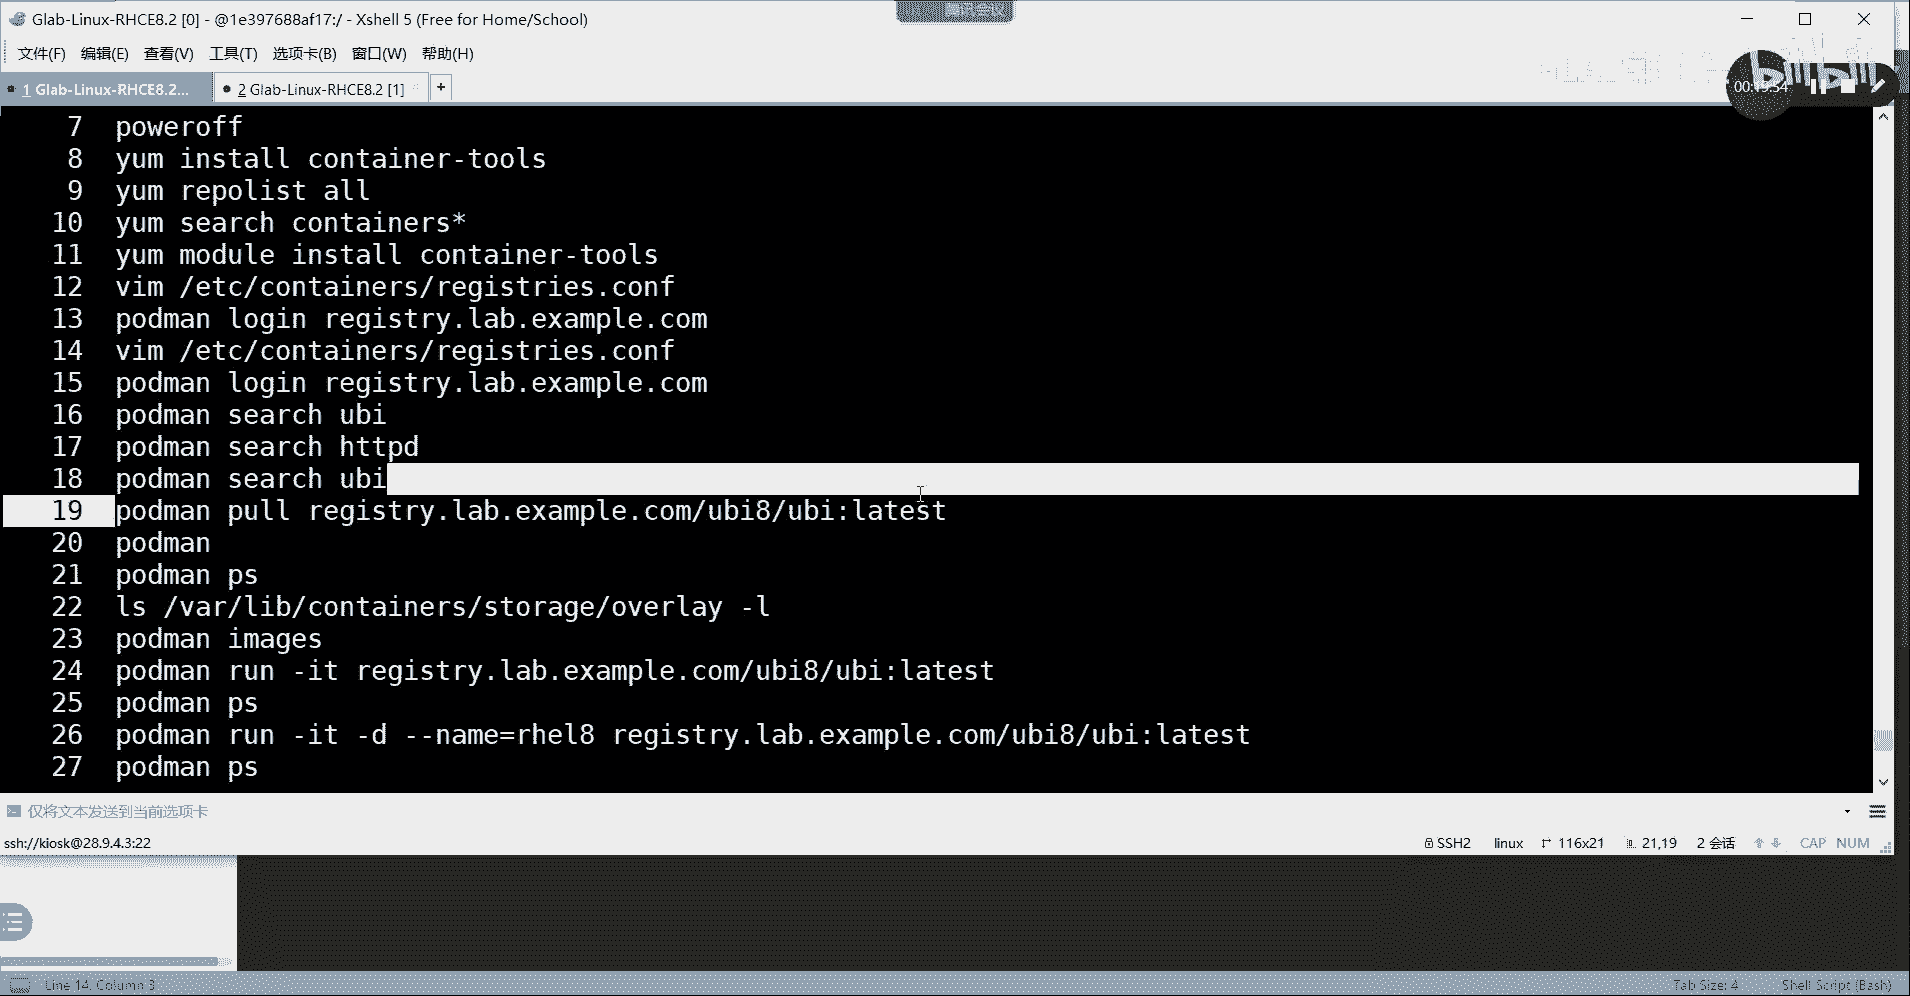 Glab-Linux-RHCE8.2 [0] - @1e397688af17:/ - Xshell 5 (Free for Home/School)
文件(F) 编辑(E) 查看(V) 工具(T) 选项卡(B) 窗口(W) 帮助(H)
1 Glab-Linux-RHCE8.2... 2 Glab-Linux-RHCE8.2 [1] +
bilibili
7 poweroff
8 yum install container-tools
9 yum repolist all
10 yum search containers*
11 yum module install container-tools
12 vim /etc/containers/registries.conf
13 podman login registry.lab.example.com
14 vim /etc/containers/registries.conf
15 podman login registry.lab.example.com
16 podman search ubi
17 podman search httpd
18 podman search ubi
19 podman pull registry.lab.example.com/ubi8/ubi:latest
20 podman
21 podman ps
22 ls /var/lib/containers/storage/overlay -l
23 podman images
24 podman run -it registry.lab.example.com/ubi8/ubi:latest
25 podman ps
26 podman run -it -d --name=rhel8 registry.lab.example.com/ubi8/ubi:latest
27 podman ps
仅将文本发送到当前选项卡
ssh://kiosk@28.9.4.3:22 SSH2 linux 116x21 21,19 2 会话 CAP NUM
Line 14, Column 3 Tab Size: 4 Shell Script (Bash)